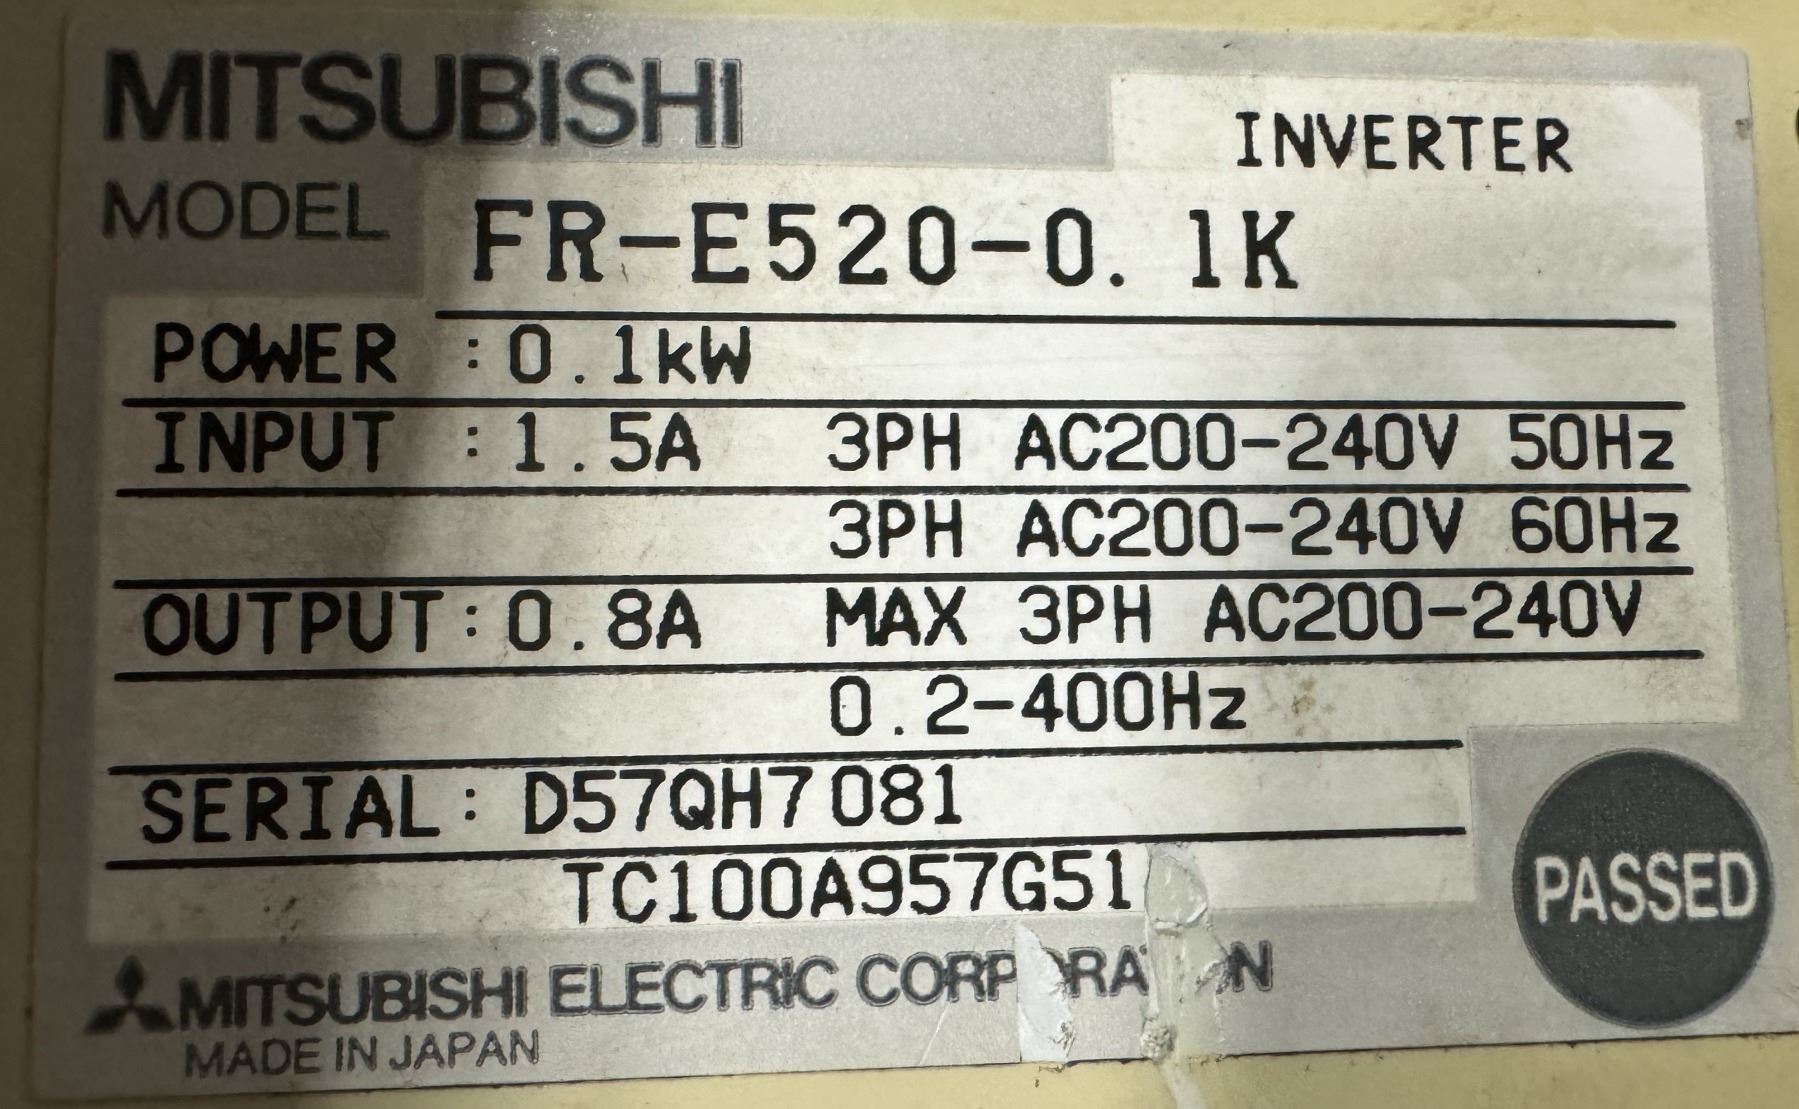 MITSUBISHI
INVERTER
MODEL FR-E520-0.1K
POWER : 0.1kW
INPUT : 1.5A 3PH AC200-240V 50Hz
3PH AC200-240V 60Hz
OUTPUT: 0.8A MAX 3PH AC200-240V
0.2-400Hz
SERIAL: D57QH7081
TC100A957G51
PASSED
MITSUBISHI ELECTRIC
MADE IN JAPAN